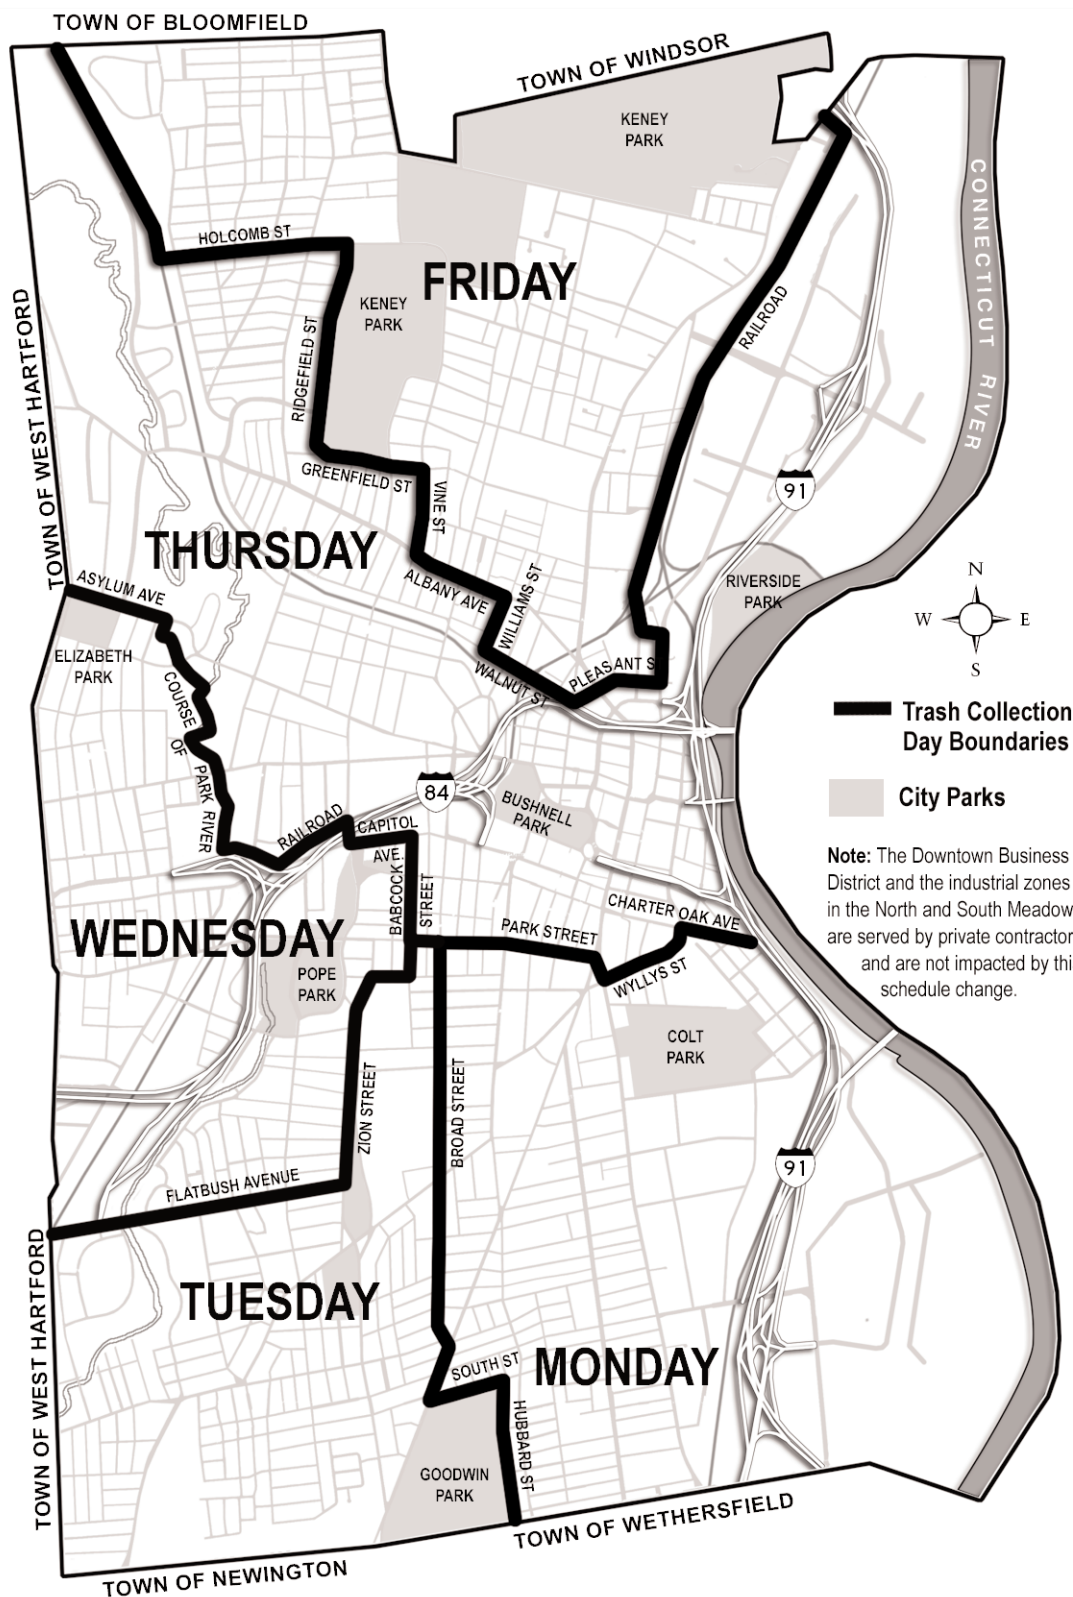 TOWN OF BLOOMFIELD
TOWN OF WINDSOR
KENEY
PARK
CONNECTICUT RIVER
HOLCOMB ST
FRIDAY
KENEY
PARK
RAILROAD
TOWN OF WEST HARTFORD
RIDGEFIELD ST
GREENFIELD ST
VINE ST
91
THURSDAY
ALBANY AVE
WILLIAMS ST
ASYLUM AVE
RIVERSIDE
PARK
N
W
E
S
ELIZABETH
PARK
WALNUT ST
PLEASANT S
COURSE OF PARK RIVER
Trash Collection
Day Boundaries
84
BUSHNELL
PARK
City Parks
RAILROAD
CAPITOL
AVE.
BABCOCK
STREET
Note: The Downtown Business
District and the industrial zones
in the North and South Meadow
are served by private contractor
and are not impacted by thi
schedule change.
CHARTER OAK AVE
WEDNESDAY
PARK STREET
WYLLYS ST
POPE
PARK
COLT
PARK
ZION STREET
BROAD STREET
91
FLATBUSH AVENUE
TOWN OF WEST HARTFORD
TUESDAY
SOUTH ST
MONDAY
HUBBARD ST
GOODWIN
PARK
TOWN OF WETHERSFIELD
TOWN OF NEWINGTON